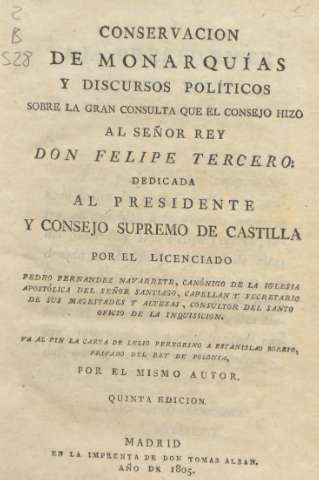 2
B
528
CONSERVACION
DE MONARQUÍAS
Y DISCURSOS POLÍTICOS
SOBRE LA GRAN CONSULTA QUE EL CONSEJO HIZO
AL SEÑOR REY
DON FELIPE TERCERO:
DEDICADA
AL PRESIDENTE
Y CONSEJO SUPREMO DE CASTILLA
POR EL LICENCIADO
PEDRO FERNANDEZ NAVARRETE, CANÓNIGO DE LA IGLESIA
APOSTÓLICA DEL SEÑOR SANTIAGO, CAPELLAN Y SECRETARIO
DE SUS MAGESTADES Y ALTEZAS, CONSULTOR DEL SANTO
OFICIO DE LA INQUISICION.
VA AL FIN LA CARTA DE LELIO PEREGRINO A ESTANISLAO BORBIO,
PRIVADO DEL REY DE POLONIA,
POR EL MISMO AUTOR.
QUINTA EDICION.
MADRID
EN LA IMPRENTA DE DON TOMAS ALBAN.
AÑO DE 1805.